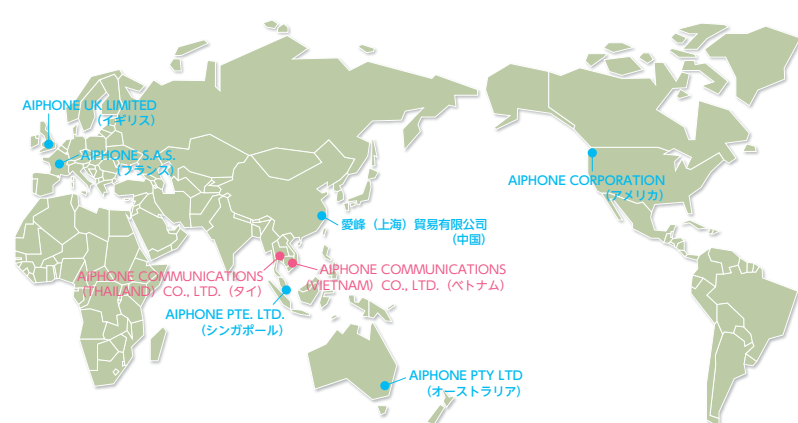 AIPHONE UK LIMITED
（イギリス）
AIPHONE S.A.S.
（フランス）
AIPHONE CORPORATION
（アメリカ）
愛峰（上海）貿易有限公司
（中国）
AIPHONE COMMUNICATIONS
（THAILAND）CO., LTD.（タイ）
AIPHONE COMMUNICATIONS
（VIETNAM）CO., LTD.（ベトナム）
AIPHONE PTE. LTD.
（シンガポール）
AIPHONE PTY LTD
（オーストラリア）